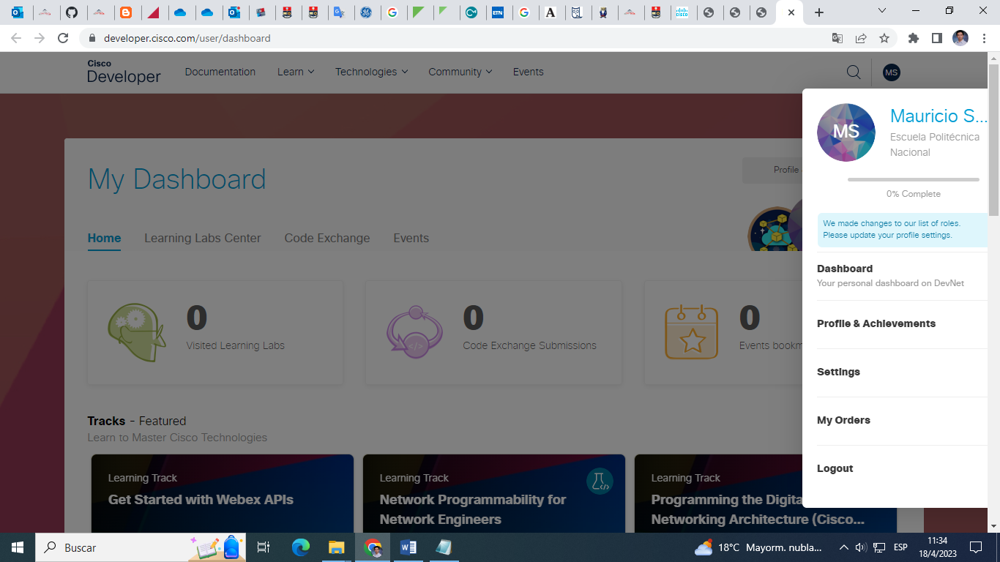 ETN
A
CISCO
developer.cisco.com/user/dashboard
Cisco
Developer
Documentation
Learn
Technologies
Community
Events
MS
MS
Mauricio S...
Escuela Politécnica
Nacional
0% Complete
We made changes to our list of roles.
Please update your profile settings.
Dashboard
Your personal dashboard on DevNet
Profile & Achievements
Settings
My Orders
Logout
My Dashboard
Profile
Home
Learning Labs Center
Code Exchange
Events
0
Visited Learning Labs
0
Code Exchange Submissions
0
Events bookm
Tracks - Featured
Learn to Master Cisco Technologies
Learning Track
Get Started with Webex APIs
Learning Track
Network Programmability for
Network Engineers
Learning Track
Programming the Digita
Networking Architecture (Cisco...
Buscar
18°C Mayorm. nubla...
ESP
11:34
18/4/2023